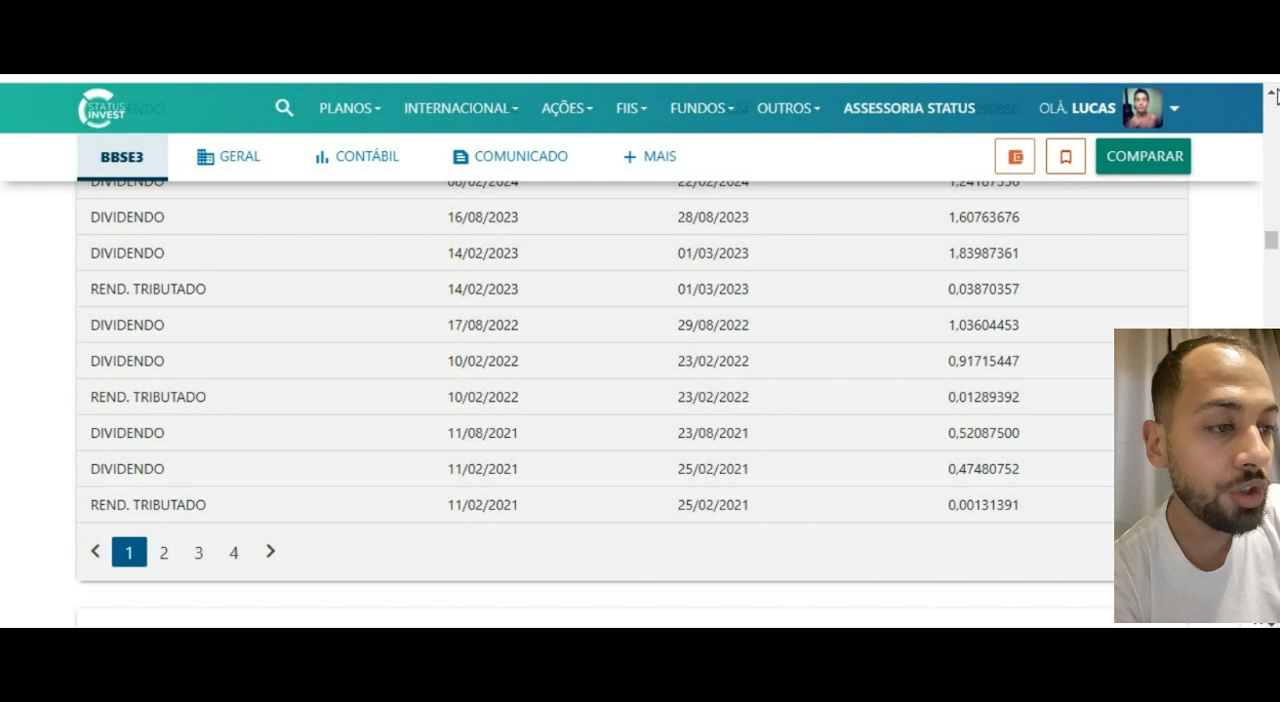 STATUS
INVEST
PLANOS INTERNACIONAL AÇÕES FIIS FUNDOS OUTROS ASSESSORIA STATUS OLÁ, LUCAS
BBSE3 GERAL CONTÁBIL COMUNICADO + MAIS COMPARAR
DIVIDENDO 22/02/2024
DIVIDENDO 16/08/2023 28/08/2023 1,60763676
DIVIDENDO 14/02/2023 01/03/2023 1,83987361
REND. TRIBUTADO 14/02/2023 01/03/2023 0,03870357
DIVIDENDO 17/08/2022 29/08/2022 1,03604453
DIVIDENDO 10/02/2022 23/02/2022 0,91715447
REND. TRIBUTADO 10/02/2022 23/02/2022 0,01289392
DIVIDENDO 11/08/2021 23/08/2021 0,52087500
DIVIDENDO 11/02/2021 25/02/2021 0,47480752
REND. TRIBUTADO 11/02/2021 25/02/2021 0,00131391
1 2 3 4